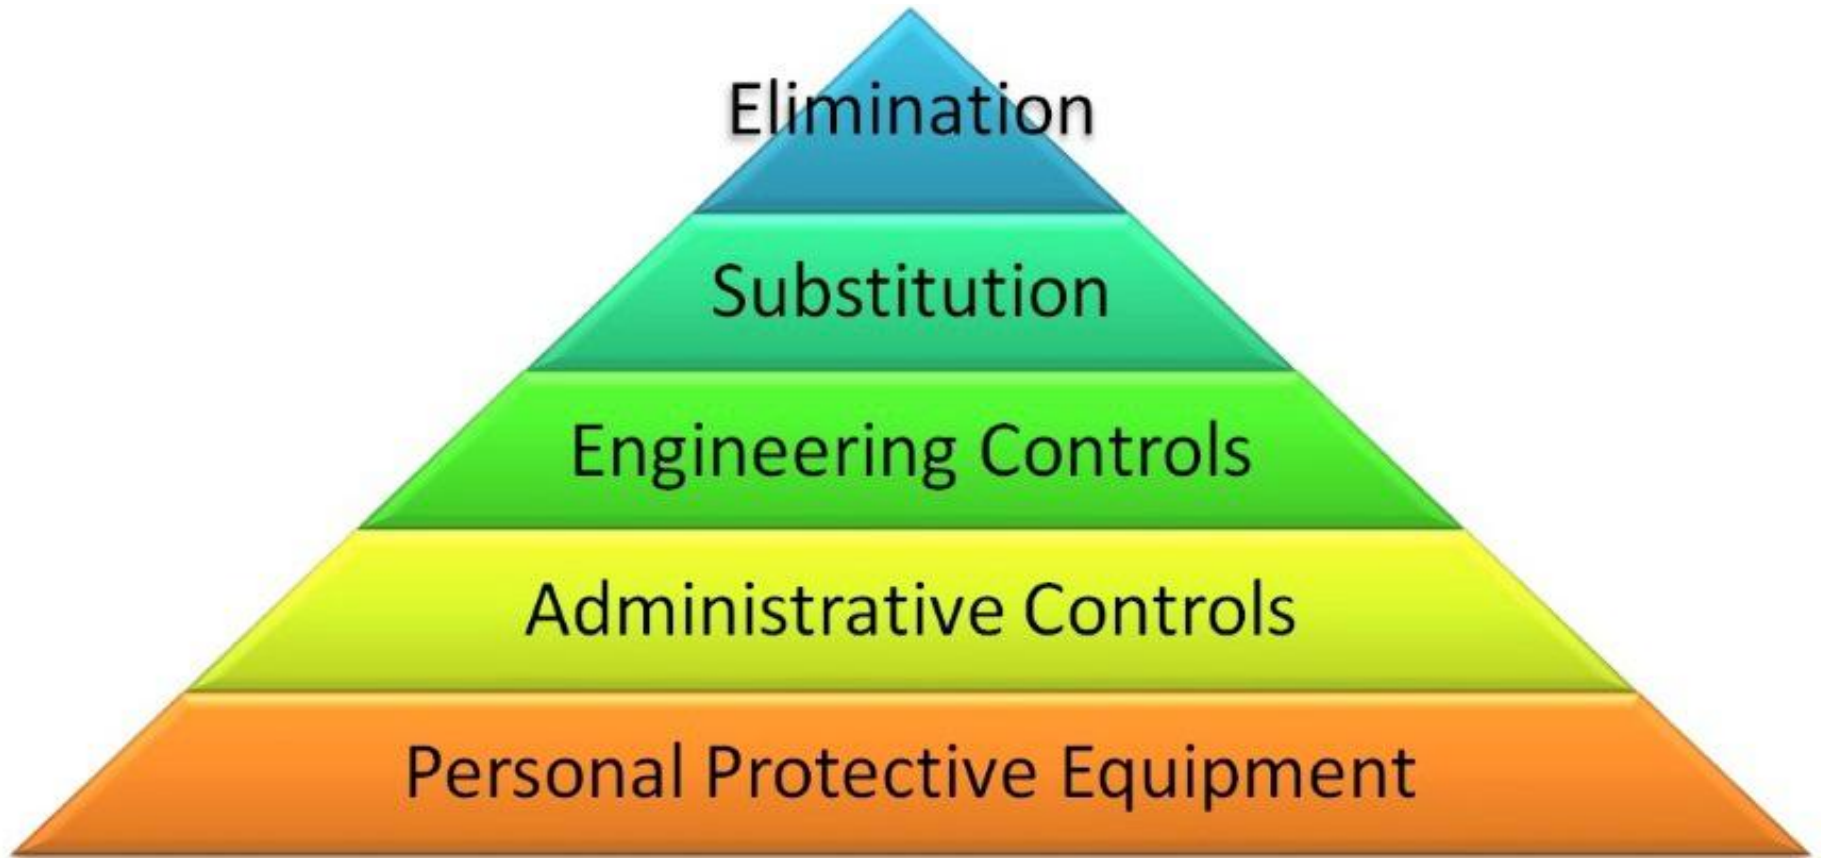 Elimination
Substitution
Engineering Controls
Administrative Controls
Personal Protective Equipment